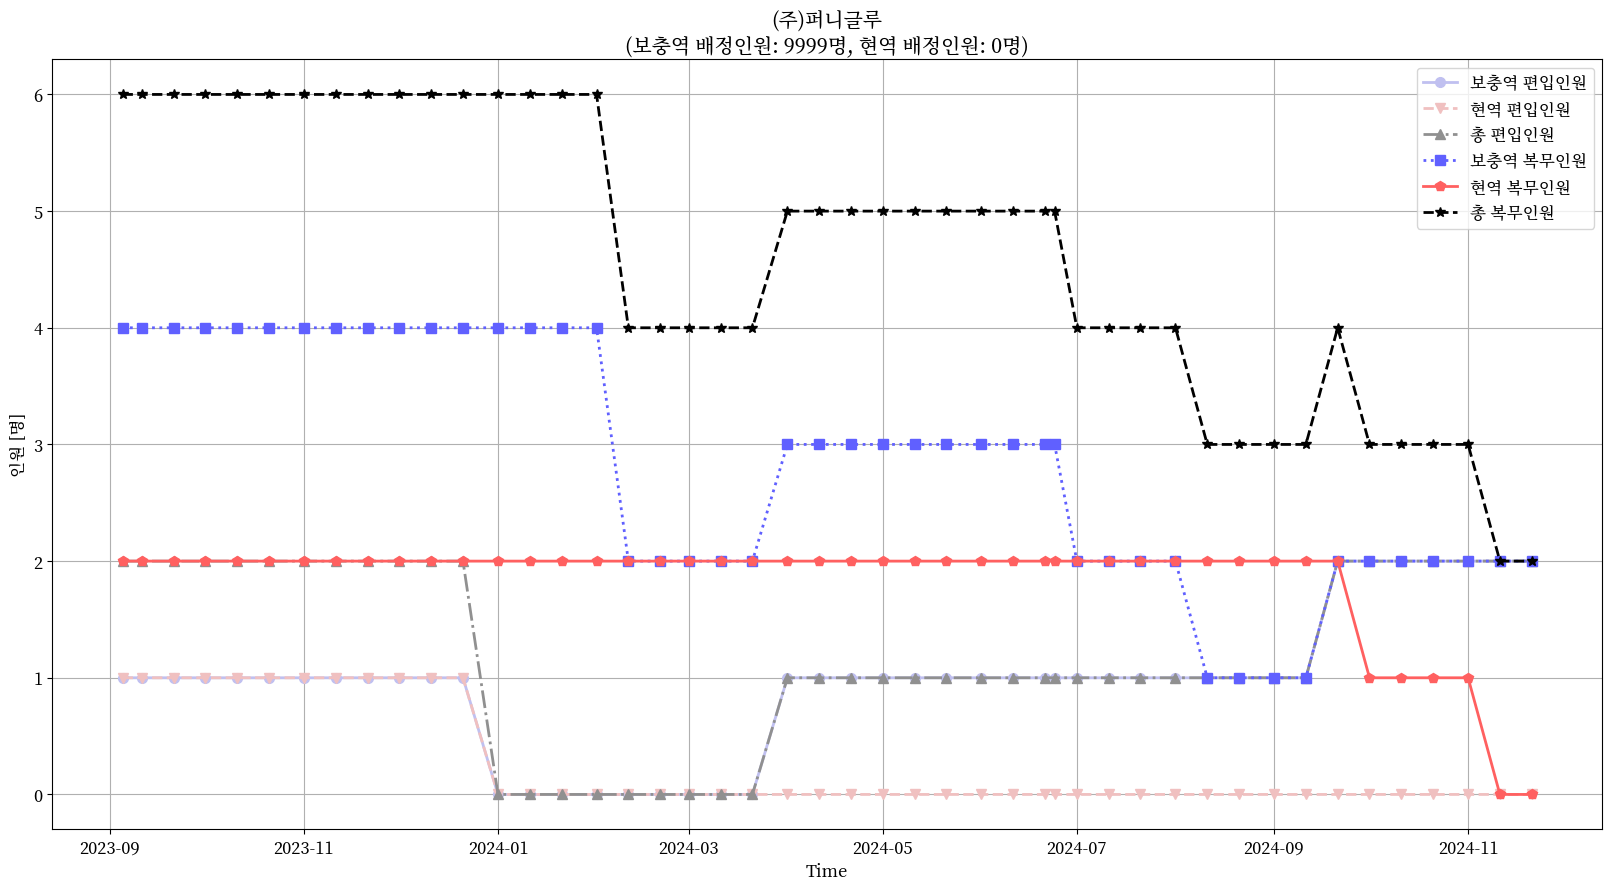 (주)퍼니글루
(보충역 배정인원: 9999명, 현역 배정인원: 0명)
보충역 편입인원
현역 편입인원
총 편입인원
보충역 복무인원
현역 복무인원
총 복무인원
인원 [명]
6
5
4
3
2
1
0
2023-09 2023-11 2024-01 2024-03 2024-05 2024-07 2024-09 2024-11
Time